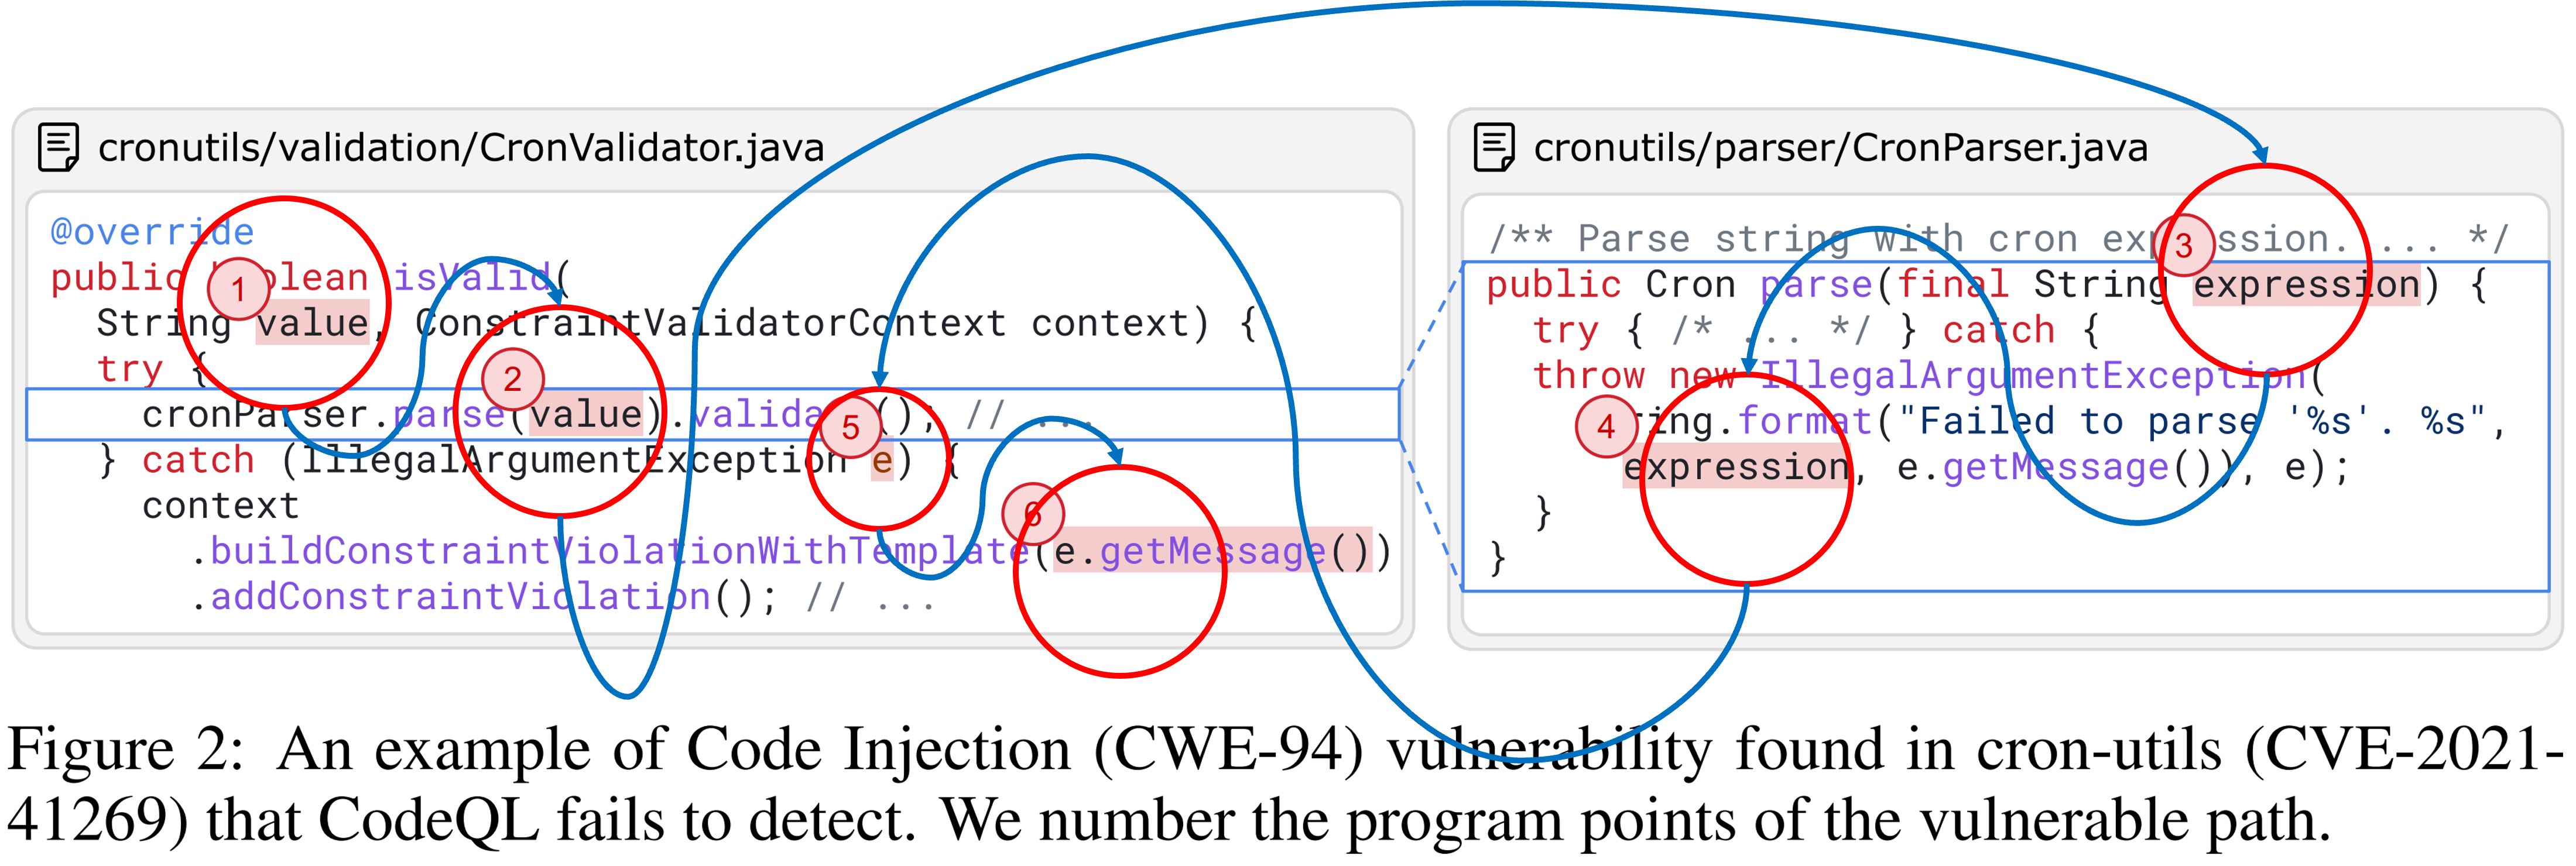 cronutils/validation/CronValidator.java
@override
public boolean isValid(
String value, ConstraintValidatorContext context) {
try {
cronParser.parse(value).validate(); // ...
} catch (IllegalArgumentException e) {
context
.buildConstraintViolationWithTemplate(e.getMessage())
.addConstraintViolation(); // ...
1
2
5
6
cronutils/parser/CronParser.java
/** Parse string with cron expression. ... */
public Cron parse(final String expression) {
try { /* ... */ } catch {
throw new IllegalArgumentException(
String.format("Failed to parse '%s'. %s",
expression, e.getMessage()), e);
}
}
3
4
Figure 2: An example of Code Injection (CWE-94) vulnerability found in cron-utils (CVE-2021-
41269) that CodeQL fails to detect. We number the program points of the vulnerable path.